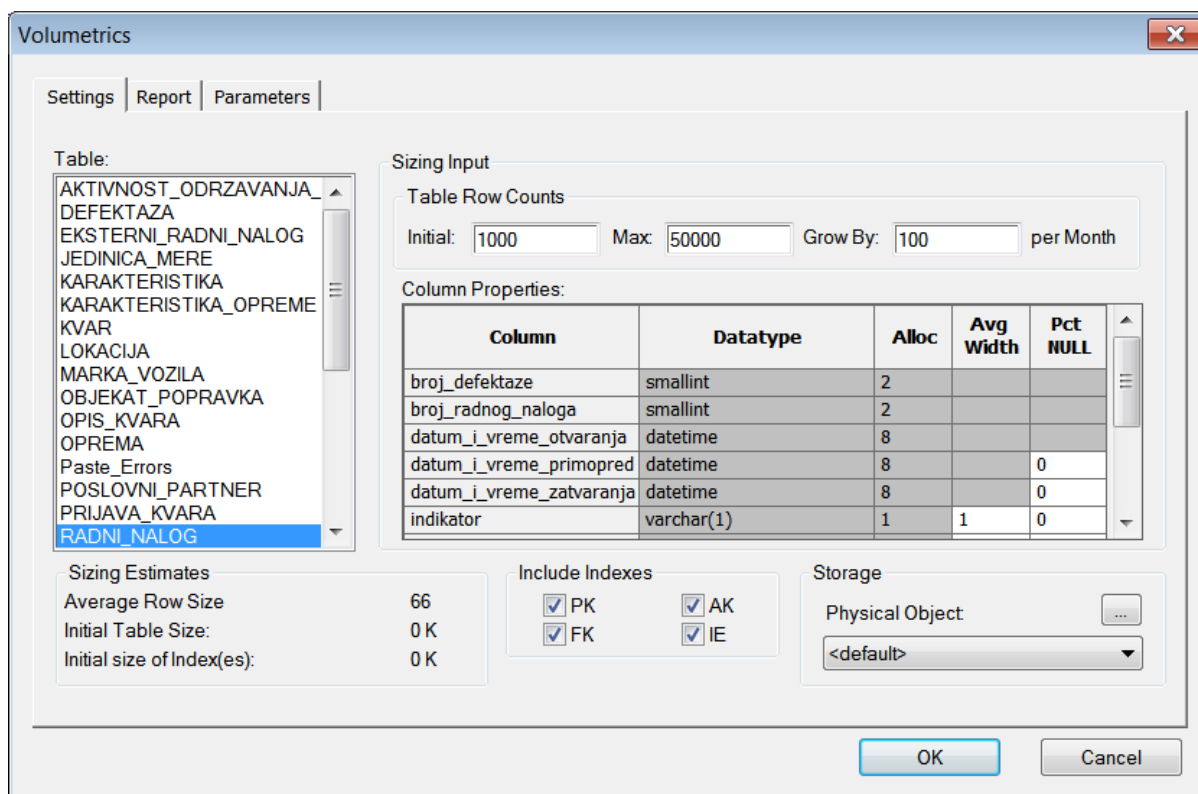 Volumetrics
Settings Report Parameters
Table:
AKTIVNOST_ODRZAVANJA_
DEFEKTAZA
EKSTERNI_RADNI_NALOG
JEDINICA_MERE
KARAKTERISTIKA
KARAKTERISTIKA_OPREME
KVAR
LOKACIJA
MARKA_VOZILA
OBJEKAT_POPRAVKA
OPIS_KVARA
OPREMA
Paste_Errors
POSLOVNI_PARTNER
PRIJAVA_KVARA
RADNI_NALOG
Sizing Input
Table Row Counts
Initial: 1000 Max: 50000 Grow By: 100 per Month
Column Properties:
Column Datatype Alloc Avg Width Pct NULL
broj_defektaze smallint 2
broj_radnog_naloga smallint 2
datum_i_vreme_otvaranja datetime 8
datum_i_vreme_primopred datetime 8 0
datum_i_vreme_zatvaranja datetime 8 0
indikator varchar(1) 1 1 0
Sizing Estimates
Average Row Size 66
Initial Table Size: 0 K
Initial size of Index(es): 0 K
Include Indexes
PK AK
FK IE
Storage
Physical Object: ...
<default>
OK Cancel